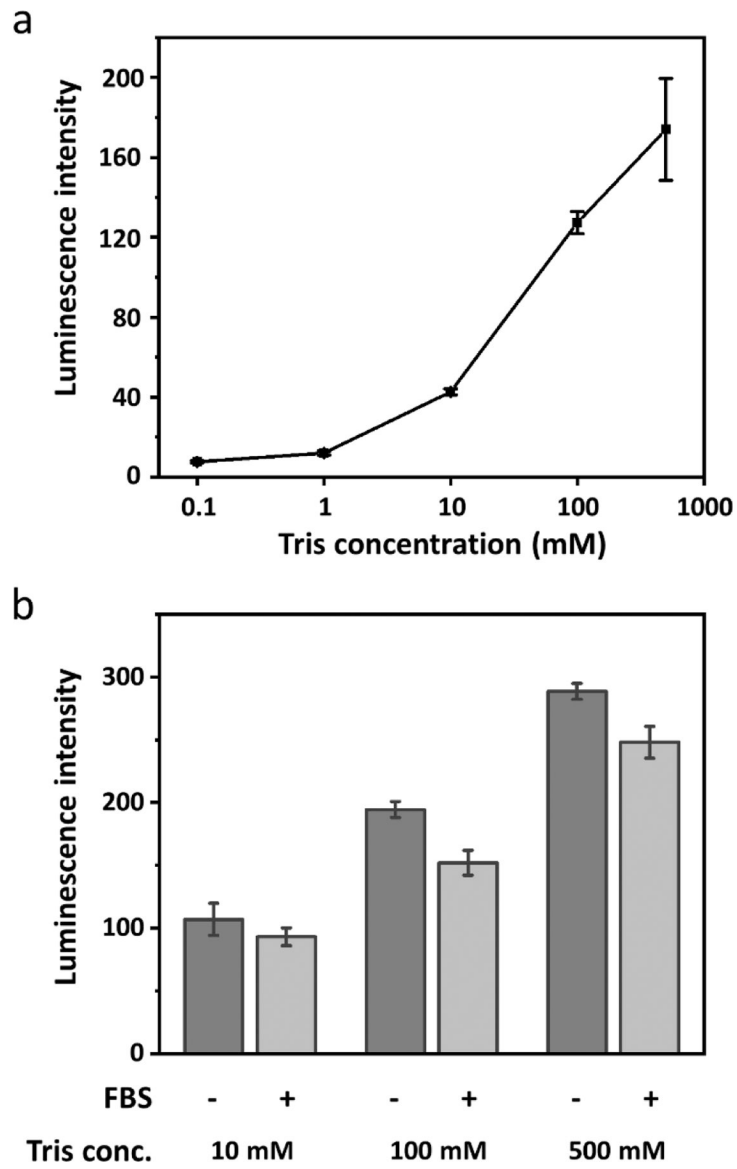 a
Luminescence intensity
200
160
120
80
40
0
0.1 1 10 100 1000
Tris concentration (mM)
b
Luminescence intensity
300
200
100
0
FBS - + - + - +
Tris conc. 10 mM 100 mM 500 mM